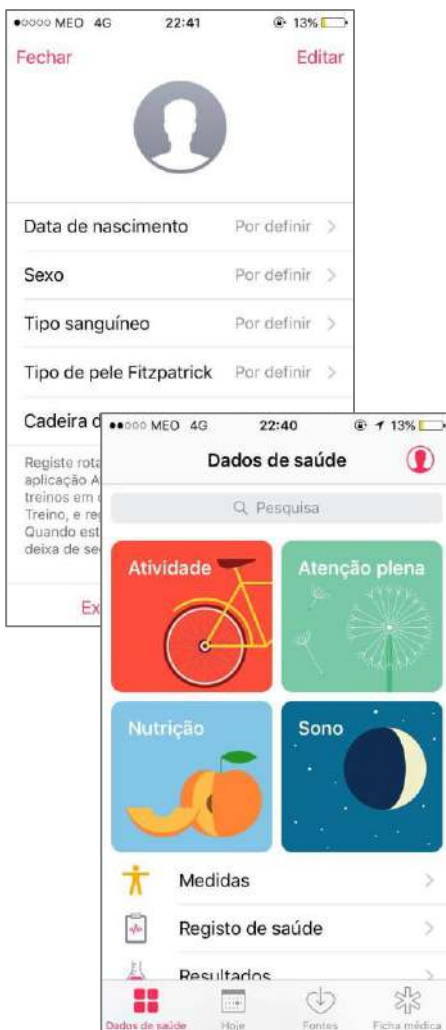 MEO 4G 22:41 13%
Fechar Editar
Data de nascimento Por definir
Sexo Por definir
Tipo sanguíneo Por definir
Tipo de pele Fitzpatrick Por definir
Cadeira d
Registe rota
aplicação A
treinos em
Treino, e re
Quando est
deixa de se
Ex
MEO 4G 22:40 13%
Dados de saúde
Pesquisa
Atividade Atenção plena
Nutrição Sono
Medidas
Registo de saúde
Resultados
Dados de saúde Hoje Fontes Ficha médica